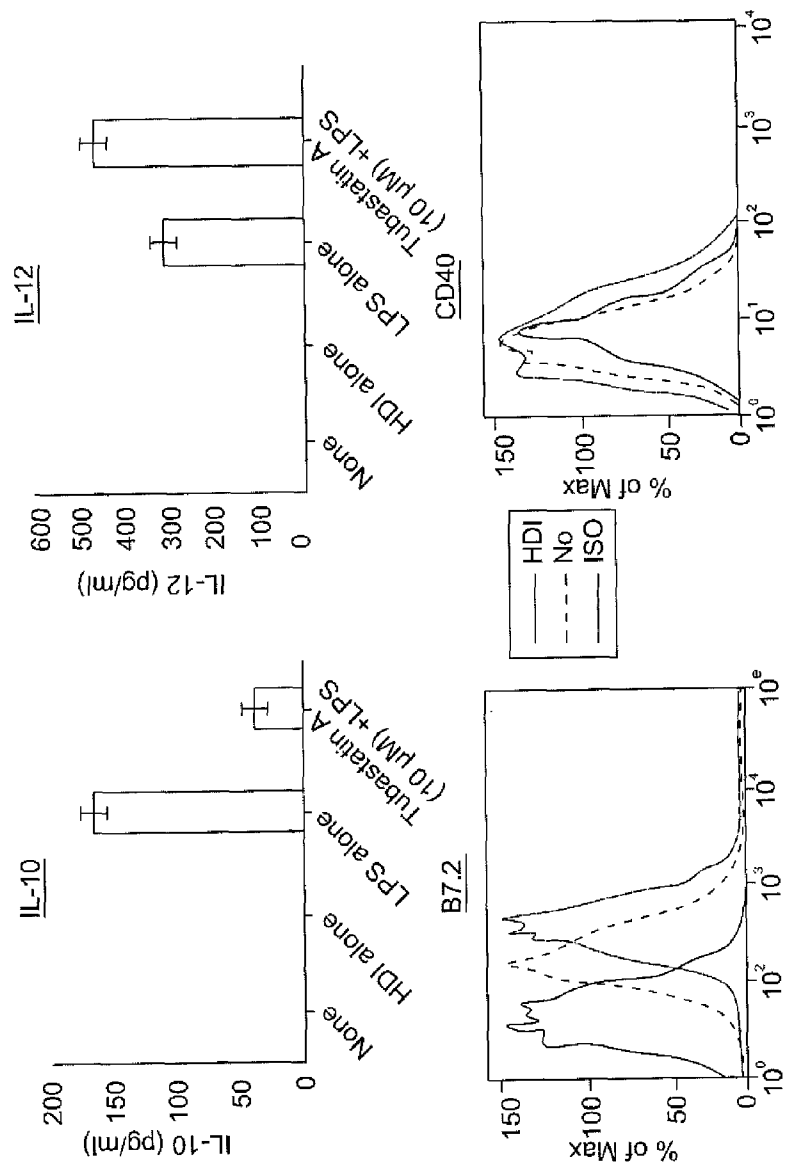 IL-10
IL-10 (pg/ml)
200
150
100
50
0
None
HDI alone
LPS alone
Tubastatin A
(10 µM) +LPS
IL-12
IL-12 (pg/ml)
600
500
400
300
200
100
0
None
HDI alone
LPS alone
Tubastatin A
(10 µM) +LPS
B7.2
% of Max
150
100
50
0
10⁰
10²
10³
10⁴
10ᵉ
HDI
No
ISO
CD40
% of Max
150
100
50
0
10⁰
10¹
10²
10³
10⁴